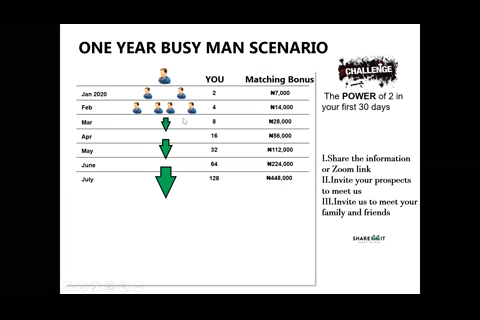 ONE YEAR BUSY MAN SCENARIO
YOU Matching Bonus
Jan 2020 2 ₦7,000
Feb 4 ₦14,000
Mar 8 ₦28,000
Apr 16 ₦56,000
May 32 ₦112,000
June 64 ₦224,000
July 128 ₦448,000
CHALLENGE
The POWER of 2 in
your first 30 days
I.Share the information
or Zoom link
II.Invite your prospects
to meet us
III.Invite us to meet your
family and friends
SHARE IT